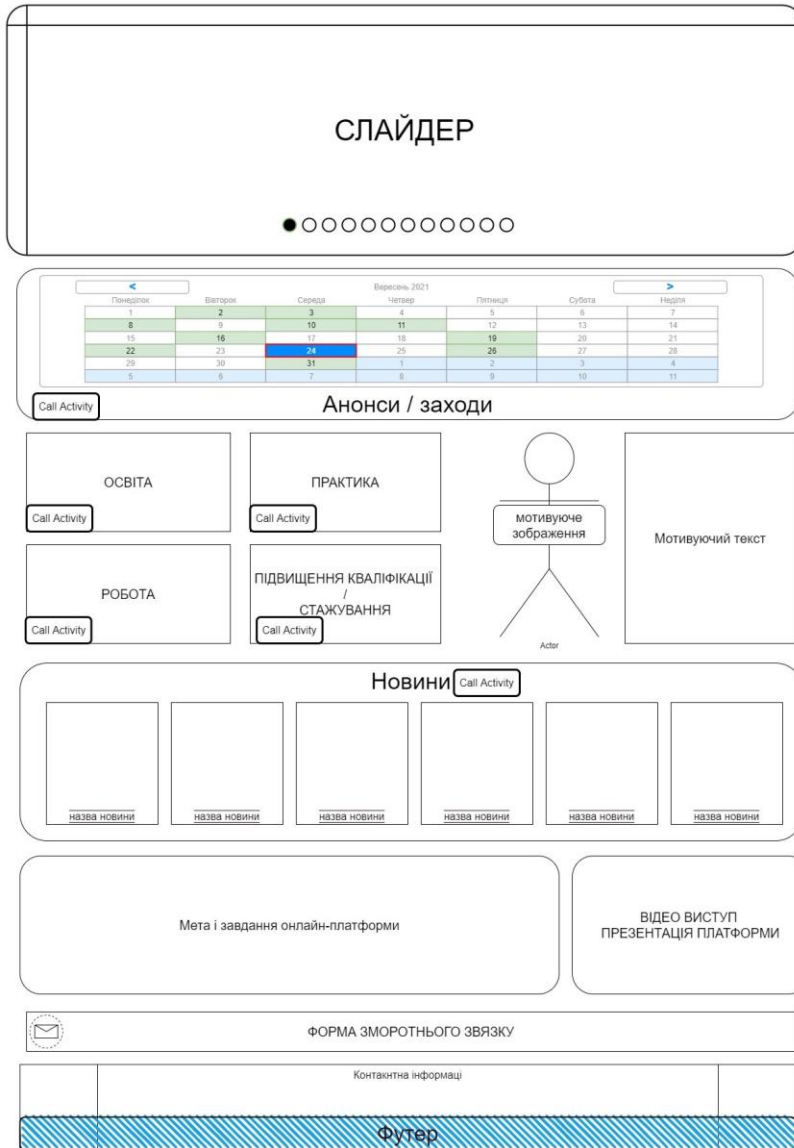 СЛАЙДЕР
< Вересень 2021 >
Понеділок Вівторок Середа Четвер Пятниця Субота Неділя
1 2 3 4 5 6 7
8 9 10 11 12 13 14
15 16 17 18 19 20 21
22 23 24 25 26 27 28
29 30 31 1 2 3 4
5 6 7 8 9 10 11
Call Activity
Анонси / заходи
ОСВІТА
Call Activity
ПРАКТИКА
Call Activity
РОБОТА
Call Activity
ПІДВИЩЕННЯ КВАЛІФІКАЦІЇ
/
СТАЖУВАННЯ
Call Activity
мотивуюче
зображення
Actor
Мотивуючий текст
Новини
Call Activity
назва новини
назва новини
назва новини
назва новини
назва новини
назва новини
Мета і завдання онлайн-платформи
ВІДЕО ВИСТУП
ПРЕЗЕНТАЦІЯ ПЛАТФОРМИ
ФОРМА ЗМОРОТНЬОГО ЗВЯЗКУ
Контакнтна інформаці
Футер